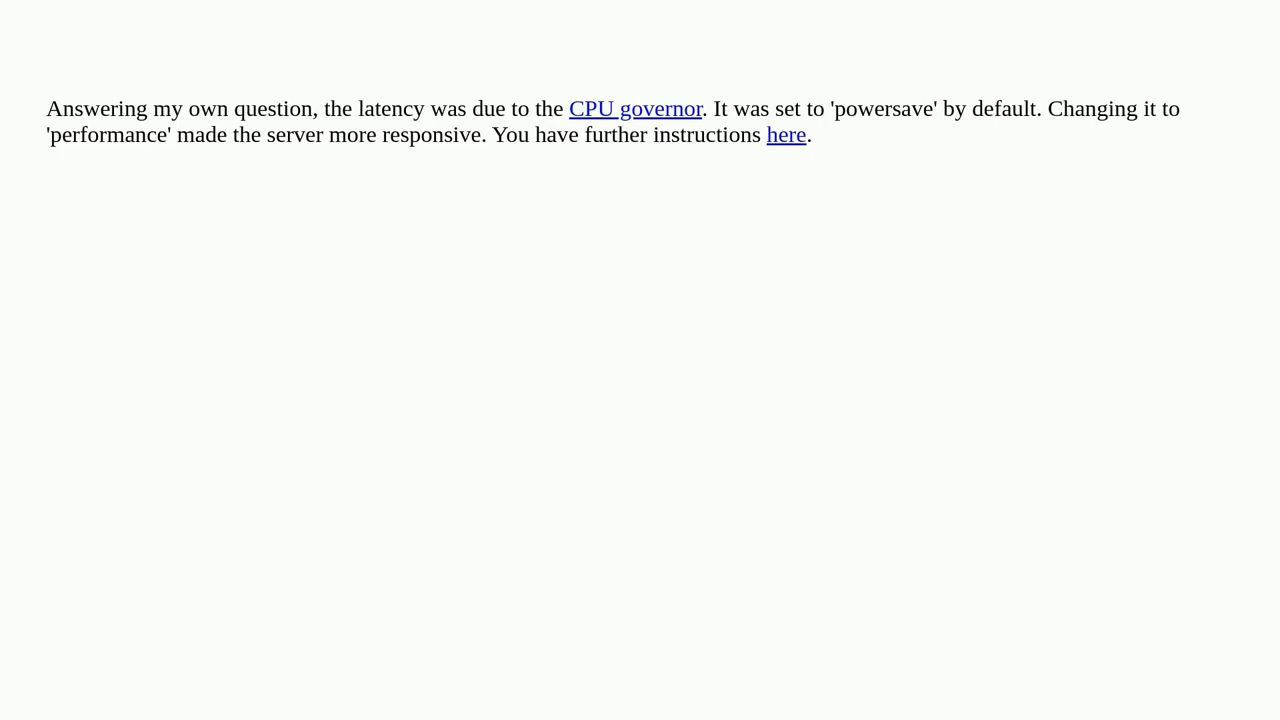 Answering my own question, the latency was due to the CPU governor. It was set to 'powersave' by default. Changing it to
'performance' made the server more responsive. You have further instructions here.